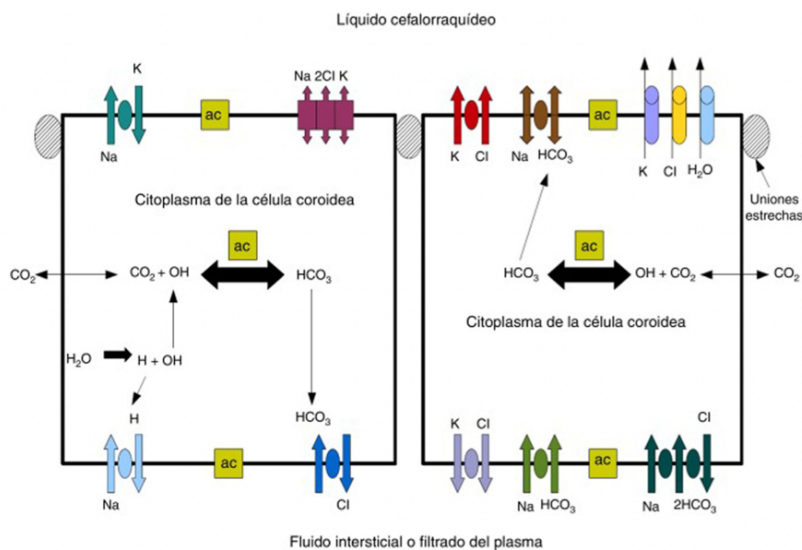 Líquido cefalorraquídeo
K
Na 2Cl K
ac
Na
K Cl
Na HCO3
ac
K Cl H2O
Uniones
estrechas
Citoplasma de la célula coroidea
ac
CO2
CO2 + OH
HCO3
H2O
H + OH
H
HCO3
Na
ac
Cl
ac
HCO3
OH + CO2
CO2
Citoplasma de la célula coroidea
K Cl
Cl
ac
Na HCO3
Na 2HCO3
Fluido intersticial o filtrado del plasma